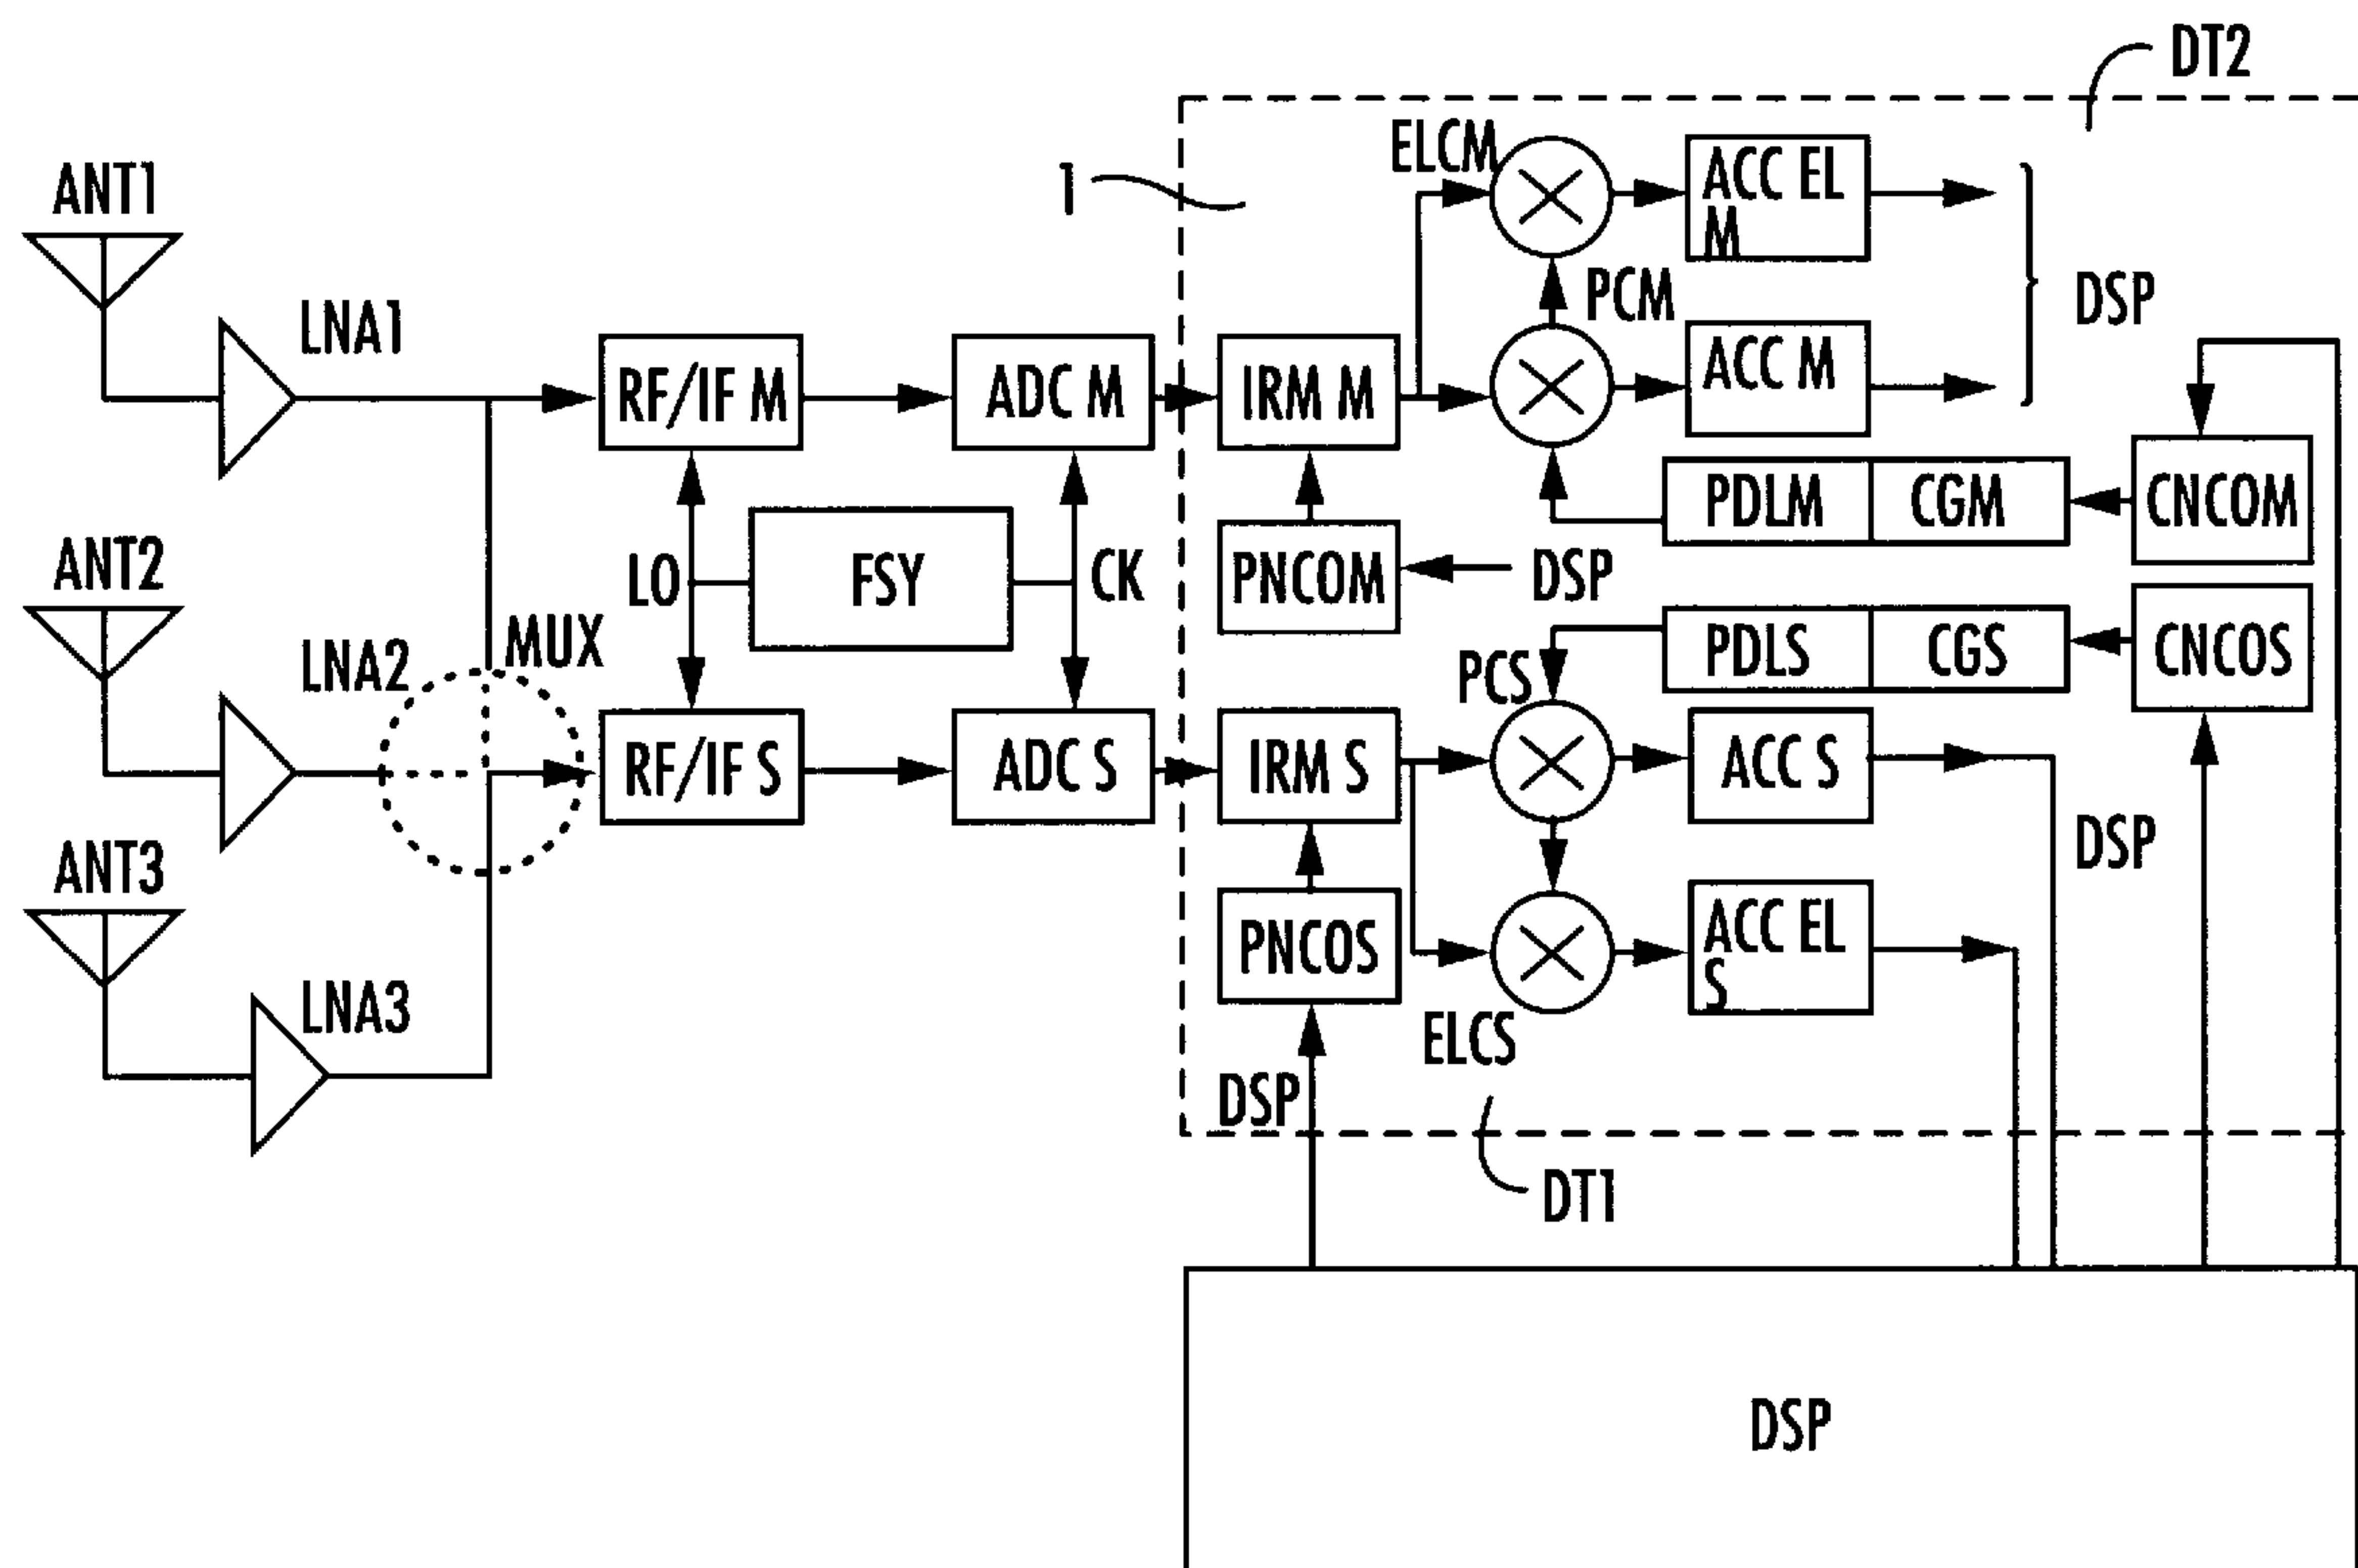 DT2
ELCM
1
ACC EL
M
ANT1
LNA1
PCM
DSP
RF/IF M
ADC M
IRM M
ACC M
PDLM
CGM
CNCOM
ANT2
LO
FSY
CK
PNCOM
DSP
LNA2
MUX
PCS
PDLS
CGS
CNCOS
RF/IF S
ADC S
IRM S
ACC S
DSP
ANT3
PNCOS
ACC EL
S
LNA3
ELCS
DSP
DT1
DSP